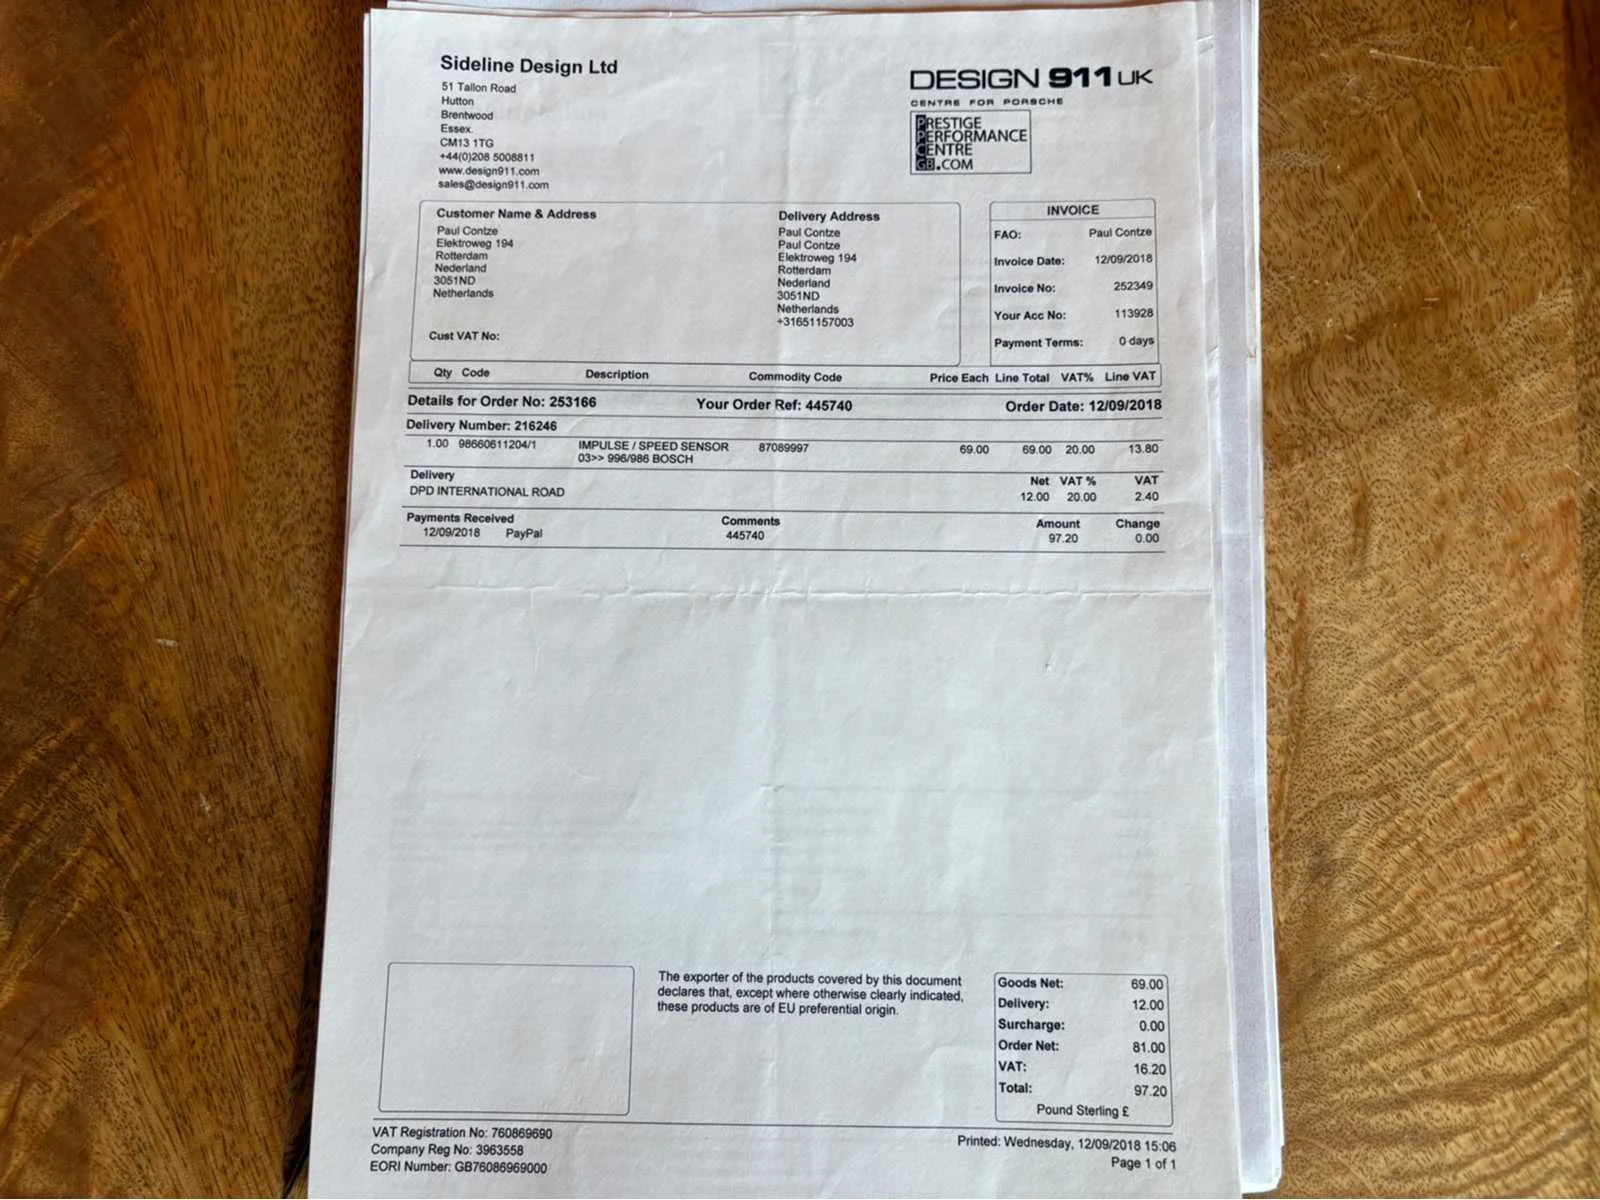 Sideline Design Ltd
51 Tallon Road
Hutton
Brentwood
Essex.
CM13 1TG
+44(0)208 5008811
www.design911.com
sales@design911.com
DESIGN 911 UK
CENTRE FOR PORSCHE
PRESTIGE
PERFORMANCE
CENTRE
GB.COM
Customer Name & Address
Paul Contze
Elektroweg 194
Rotterdam
Nederland
3051ND
Netherlands
Cust VAT No:
Delivery Address
Paul Contze
Paul Contze
Elektroweg 194
Rotterdam
Nederland
3051ND
Netherlands
+31651157003
INVOICE
FAO: Paul Contze
Invoice Date: 12/09/2018
Invoice No: 252349
Your Acc No: 113928
Payment Terms: 0 days
Qty Code Description Commodity Code Price Each Line Total VAT% Line VAT
Details for Order No: 253166 Your Order Ref: 445740 Order Date: 12/09/2018
Delivery Number: 216246
1.00 98660611204/1 IMPULSE / SPEED SENSOR 87089997 69.00 69.00 20.00 13.80
03>> 996/986 BOSCH
Delivery Net VAT % VAT
DPD INTERNATIONAL ROAD 12.00 20.00 2.40
Payments Received Comments Amount Change
12/09/2018 PayPal 445740 97.20 0.00
The exporter of the products covered by this document
declares that, except where otherwise clearly indicated,
these products are of EU preferential origin.
Goods Net: 69.00
Delivery: 12.00
Surcharge: 0.00
Order Net: 81.00
VAT: 16.20
Total: 97.20
Pound Sterling £
VAT Registration No: 760869690
Company Reg No: 3963558
EORI Number: GB76086969000
Printed: Wednesday, 12/09/2018 15:06
Page 1 of 1